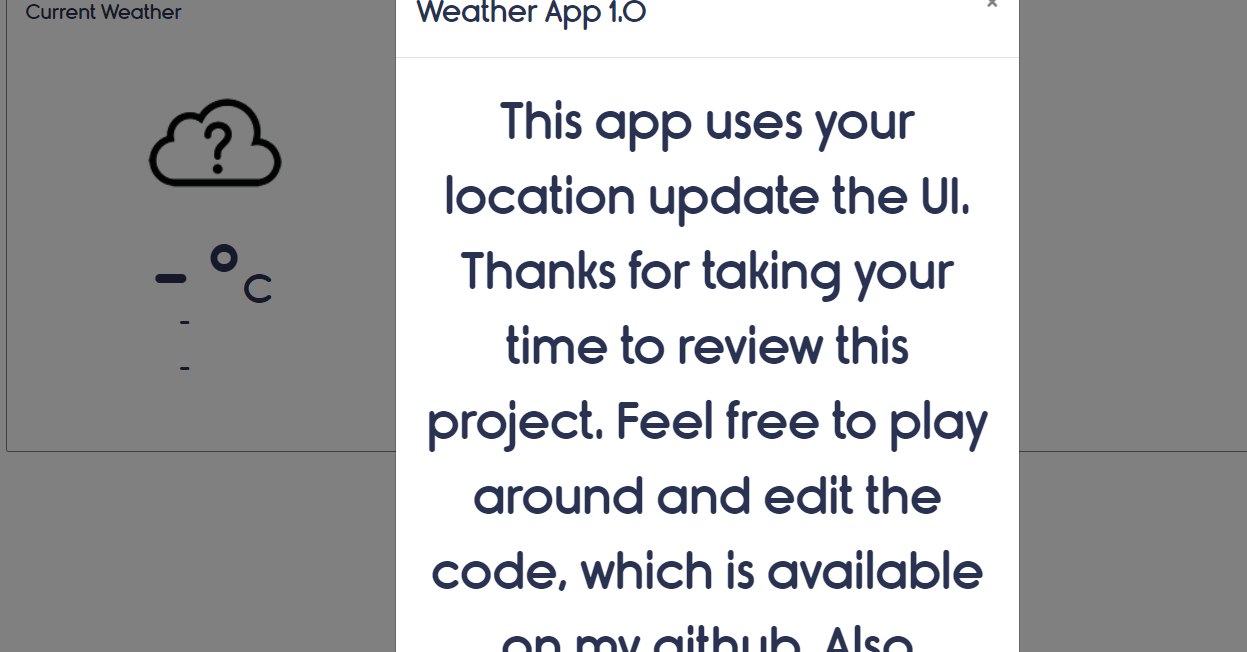 Current Weather
Weather App 1.0
×
?
- ° C
-
-
This app uses your
location update the UI.
Thanks for taking your
time to review this
project. Feel free to play
around and edit the
code, which is available
on my github. Also